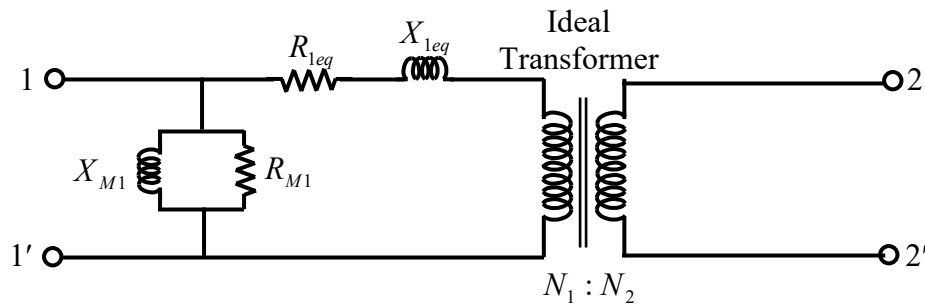 Ideal
Transformer
1
R1eq
X1eq
2
XM1
RM1
1′
2′
N1 : N2